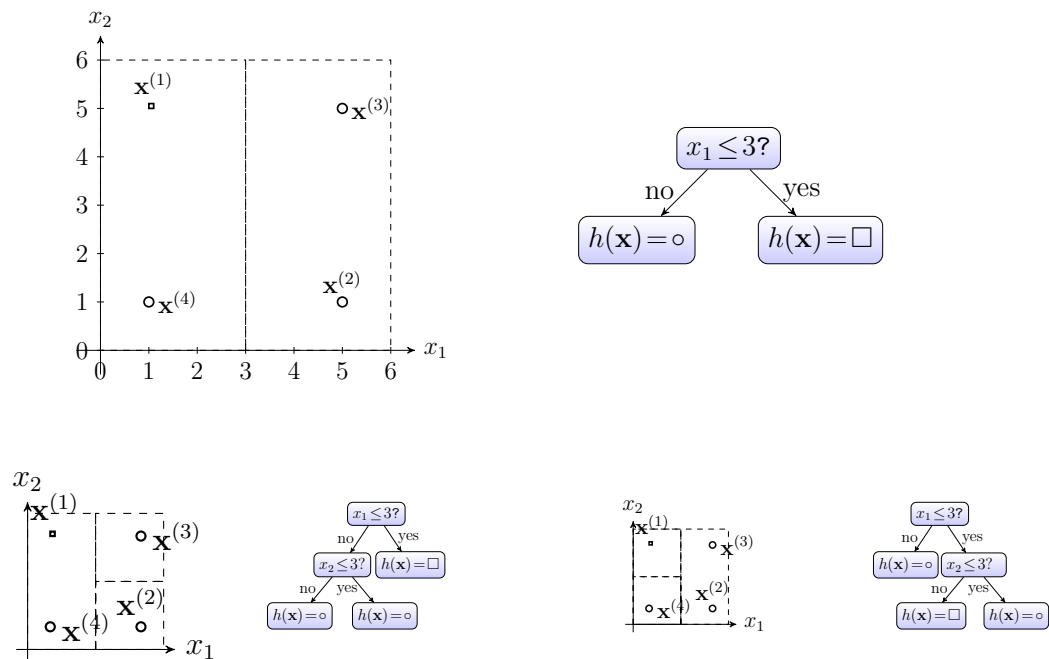 x₂
6
x⁽¹⁾
5
x⁽³⁾
4
3
2
x⁽²⁾
1
x⁽⁴⁾
0
x₁
0 1 2 3 4 5 6
x₁ ≤ 3?
no yes
h(x) = ○ h(x) = □
x₂
x⁽¹⁾
x⁽³⁾
x⁽²⁾
x⁽⁴⁾
x₁
x₁ ≤ 3?
no yes
x₂ ≤ 3? h(x) = □
no yes
h(x) = ○ h(x) = ○
x₂
x⁽¹⁾
x⁽³⁾
x⁽²⁾
x⁽⁴⁾
x₁
x₁ ≤ 3?
no yes
h(x) = ○ x₂ ≤ 3?
no yes
h(x) = □ h(x) = ○